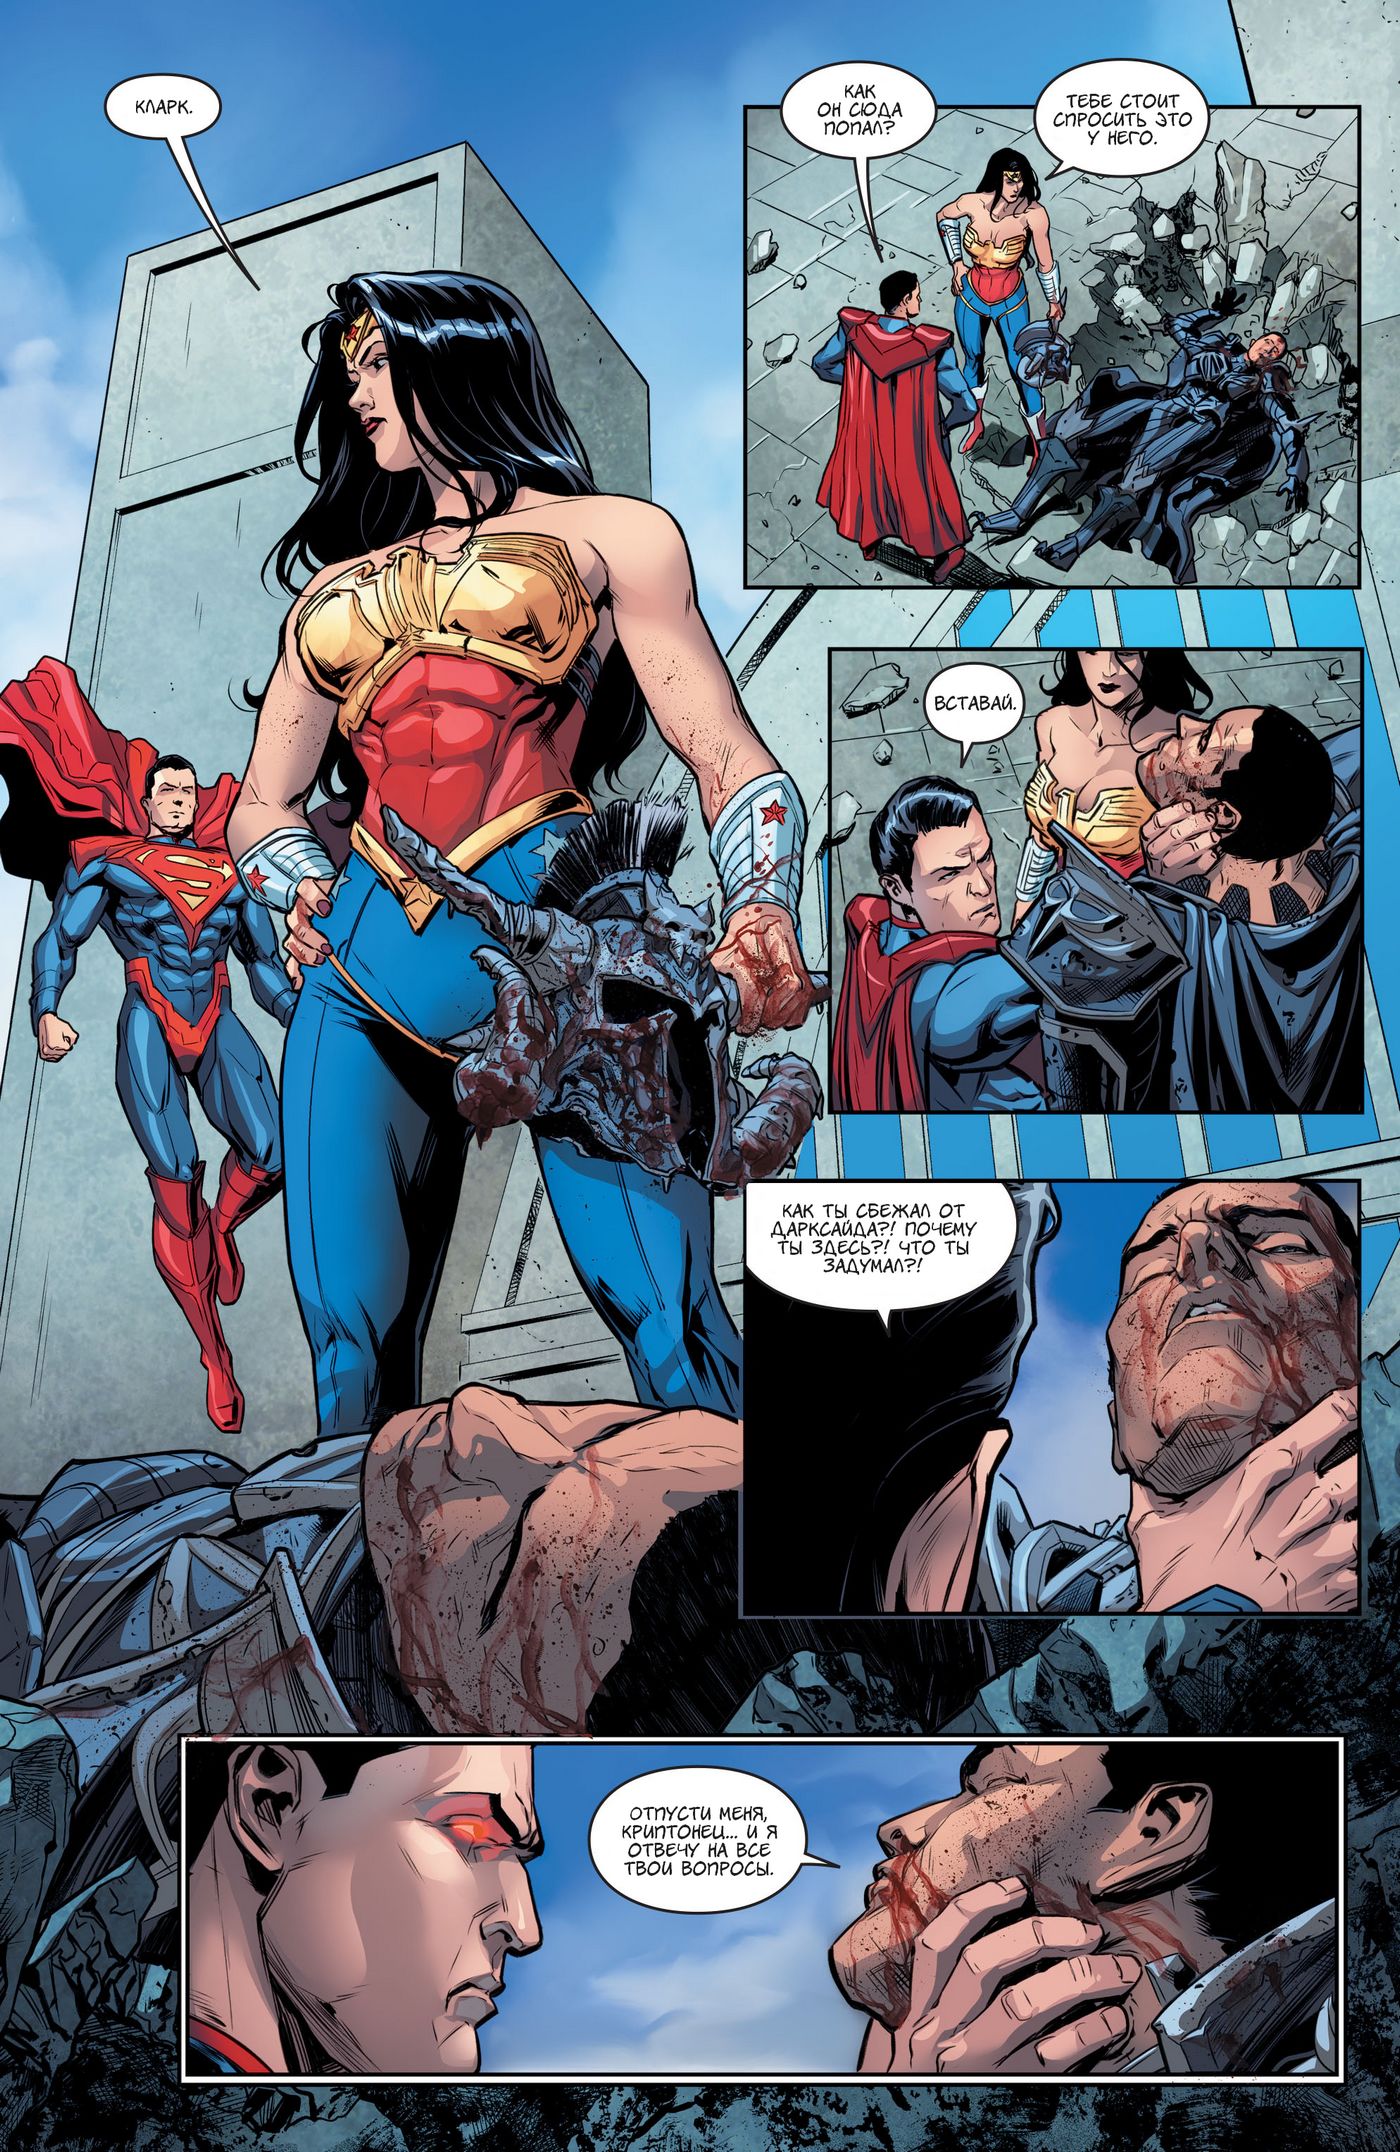 КЛАРК.
КАК
ОН СЮДА
ПОПАЛ?
ТЕБЕ СТОИТ
СПРОСИТЬ ЭТО
У НЕГО.
ВСТАВАЙ.
КАК ТЫ СБЕЖАЛ ОТ
ДАРКСАЙДА?! ПОЧЕМУ
ТЫ ЗДЕСЬ?! ЧТО ТЫ
ЗАДУМАЛ?!
ОТПУСТИ МЕНЯ,
КРИПТОНЕЦ... И Я
ОТВЕЧУ НА ВСЕ
ТВОИ ВОПРОСЫ.